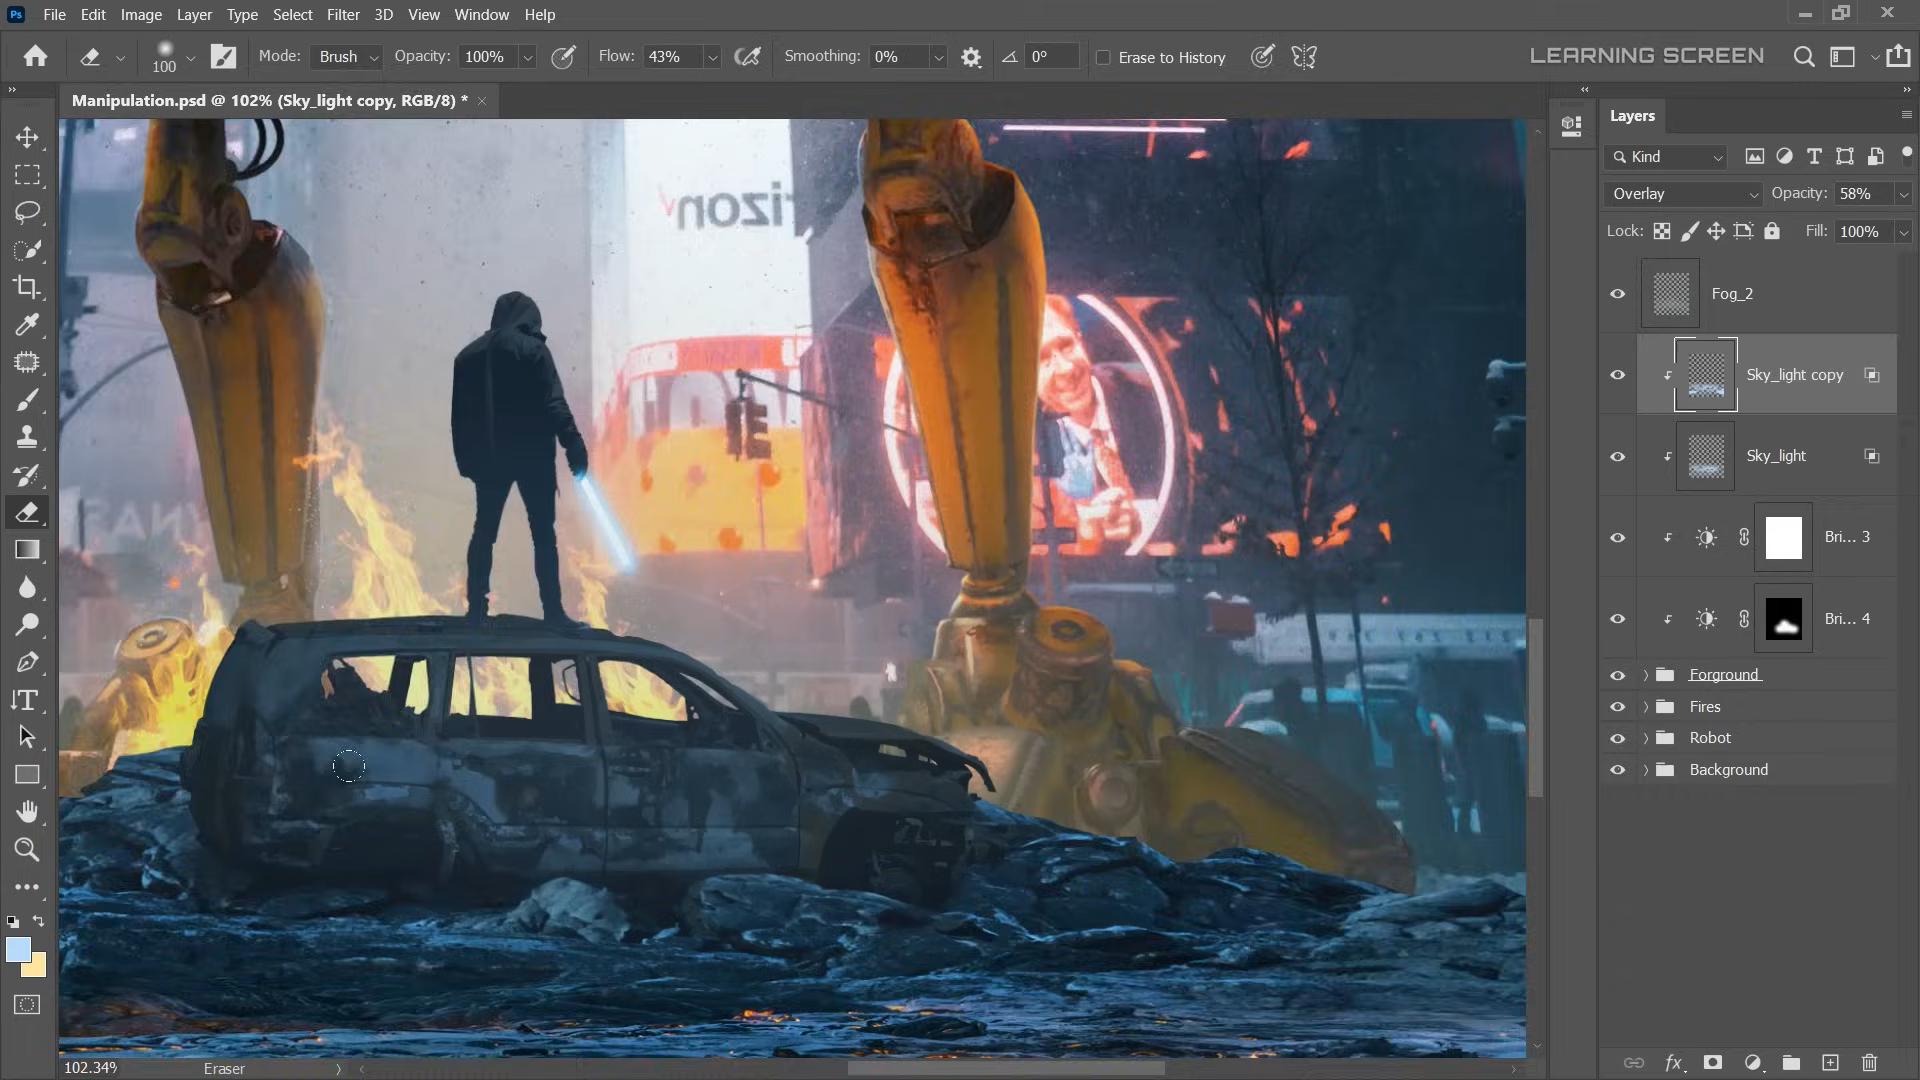 Ps File Edit Image Layer Type Select Filter 3D View Window Help
100 Mode: Brush Opacity: 100% Flow: 43% Smoothing: 0% 0° Erase to History LEARNING SCREEN
Manipulation.psd @ 102% (Sky_light copy, RGB/8) *
Layers
Kind
Overlay Opacity: 58%
Lock: Fill: 100%
Fog_2
Sky_light copy
Sky_light
Bri... 3
Bri... 4
Forground
Fires
Robot
Background
verizon
102.34% Eraser